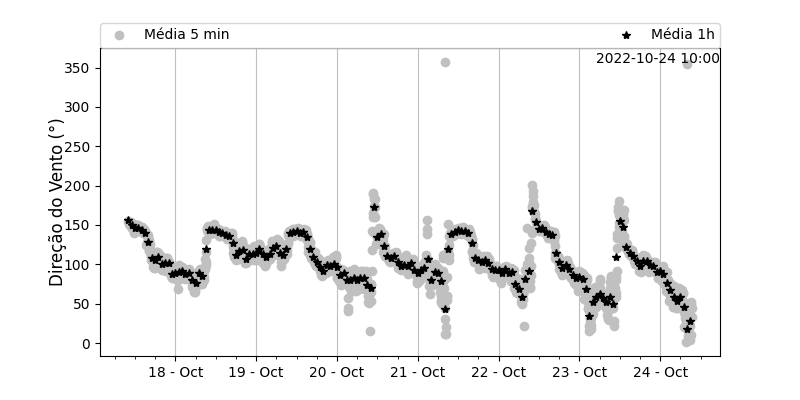 Média 5 min
Média 1h
2022-10-24 10:00
Direção do Vento (°)
350
300
250
200
150
100
50
0
18 - Oct
19 - Oct
20 - Oct
21 - Oct
22 - Oct
23 - Oct
24 - Oct